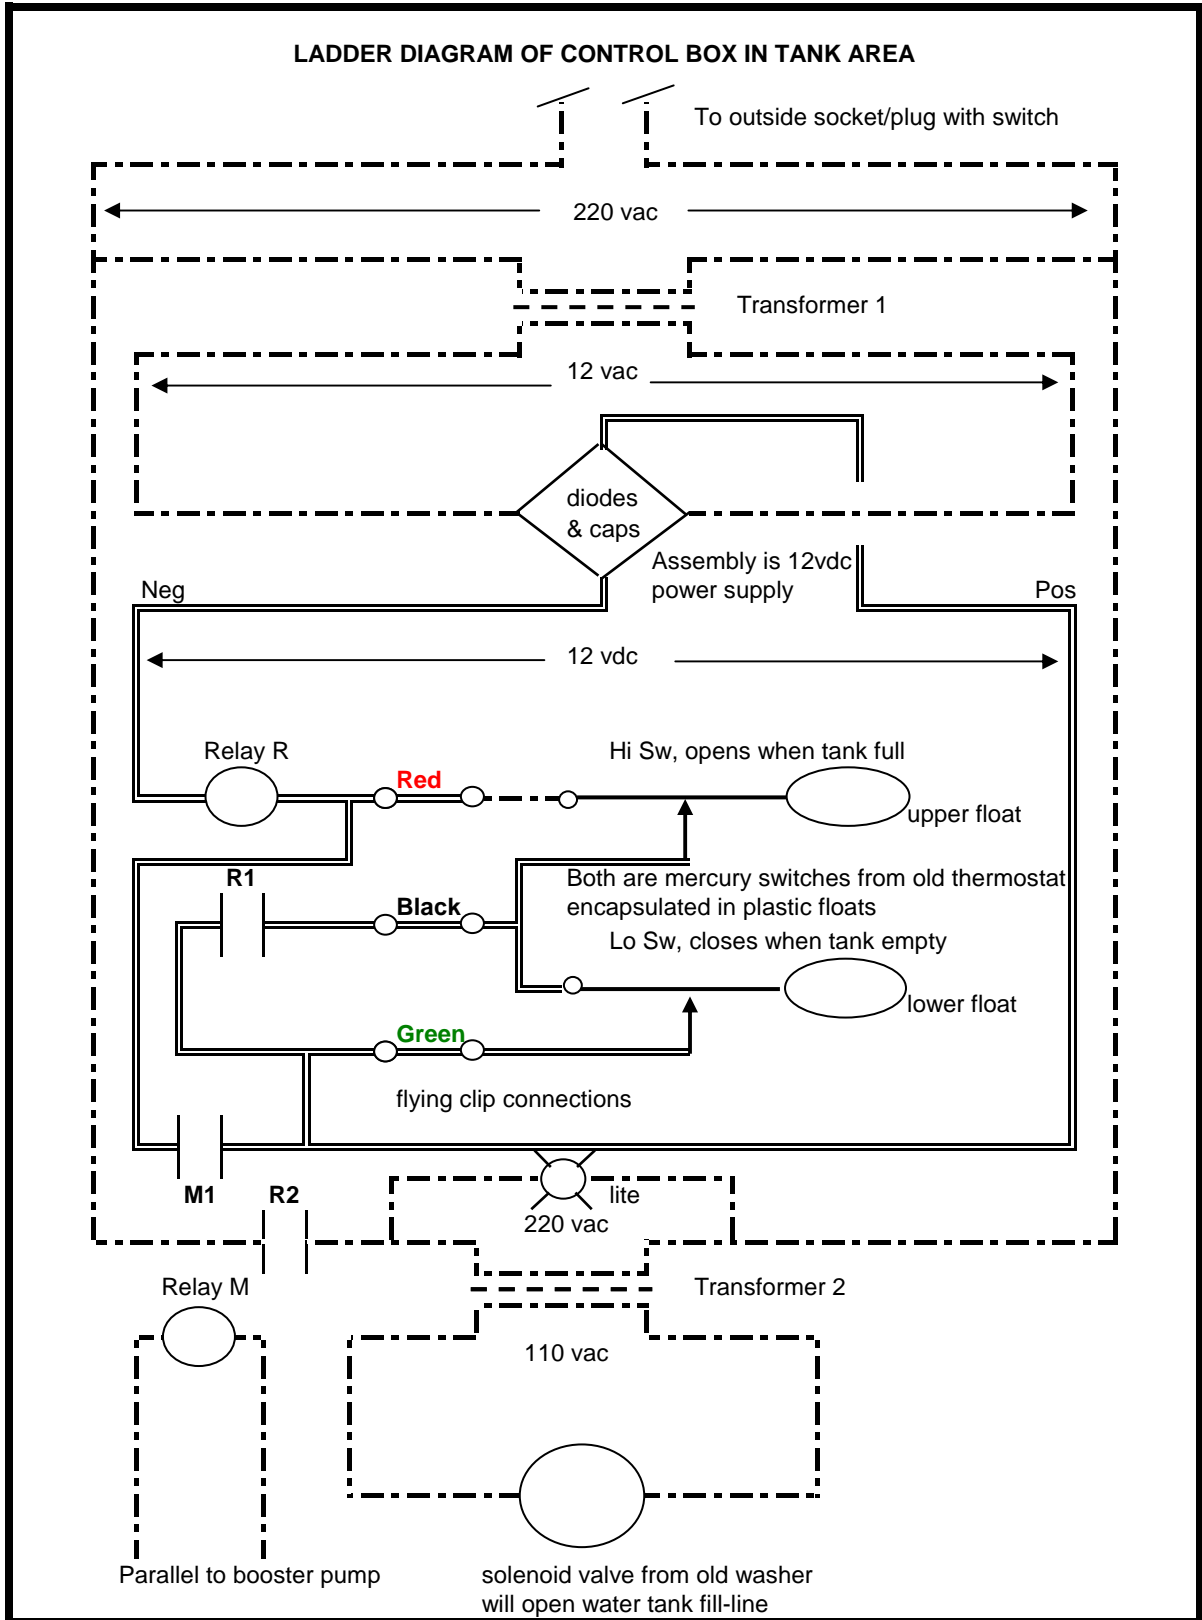 LADDER DIAGRAM OF CONTROL BOX IN TANK AREA
To outside socket/plug with switch
220 vac
Transformer 1
12 vac
diodes
& caps
Assembly is 12vdc
power supply
Neg
Pos
12 vdc
Relay R
Hi Sw, opens when tank full
Red
upper float
R1
Both are mercury switches from old thermostat
encapsulated in plastic floats
Black
Lo Sw, closes when tank empty
lower float
Green
flying clip connections
M1
R2
lite
220 vac
Relay M
Transformer 2
110 vac
Parallel to booster pump
solenoid valve from old washer
will open water tank fill-line